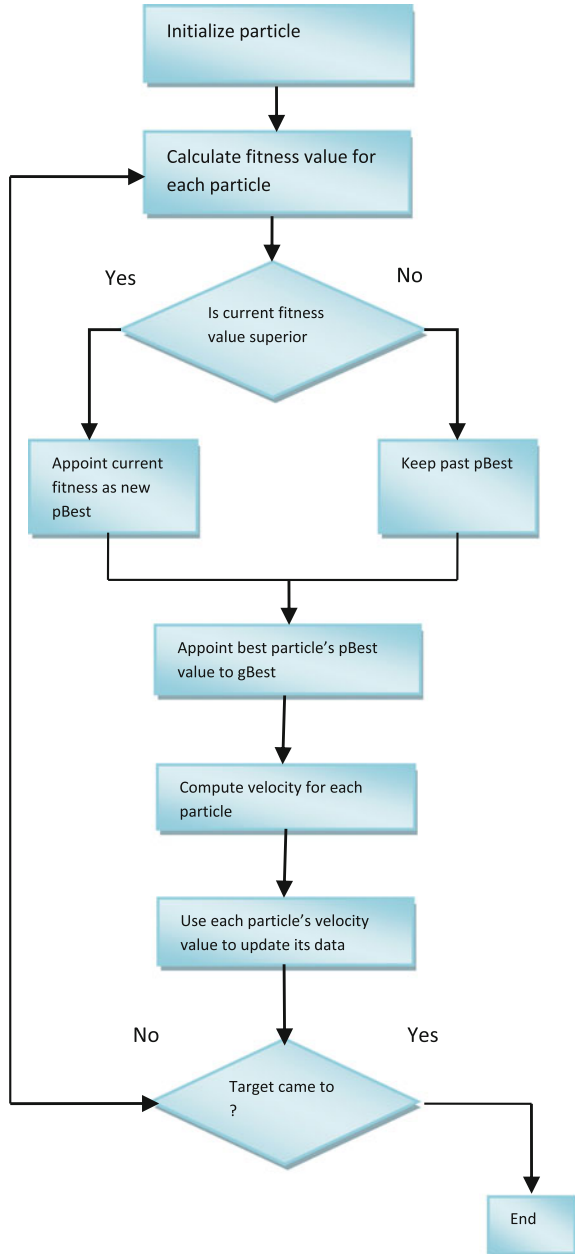 Initialize particle
Calculate fitness value for
each particle
Yes
No
Is current fitness
value superior
Appoint current
fitness as new
pBest
Keep past pBest
Appoint best particle’s pBest
value to gBest
Compute velocity for each
particle
Use each particle’s velocity
value to update its data
No
Yes
Target came to
?
End